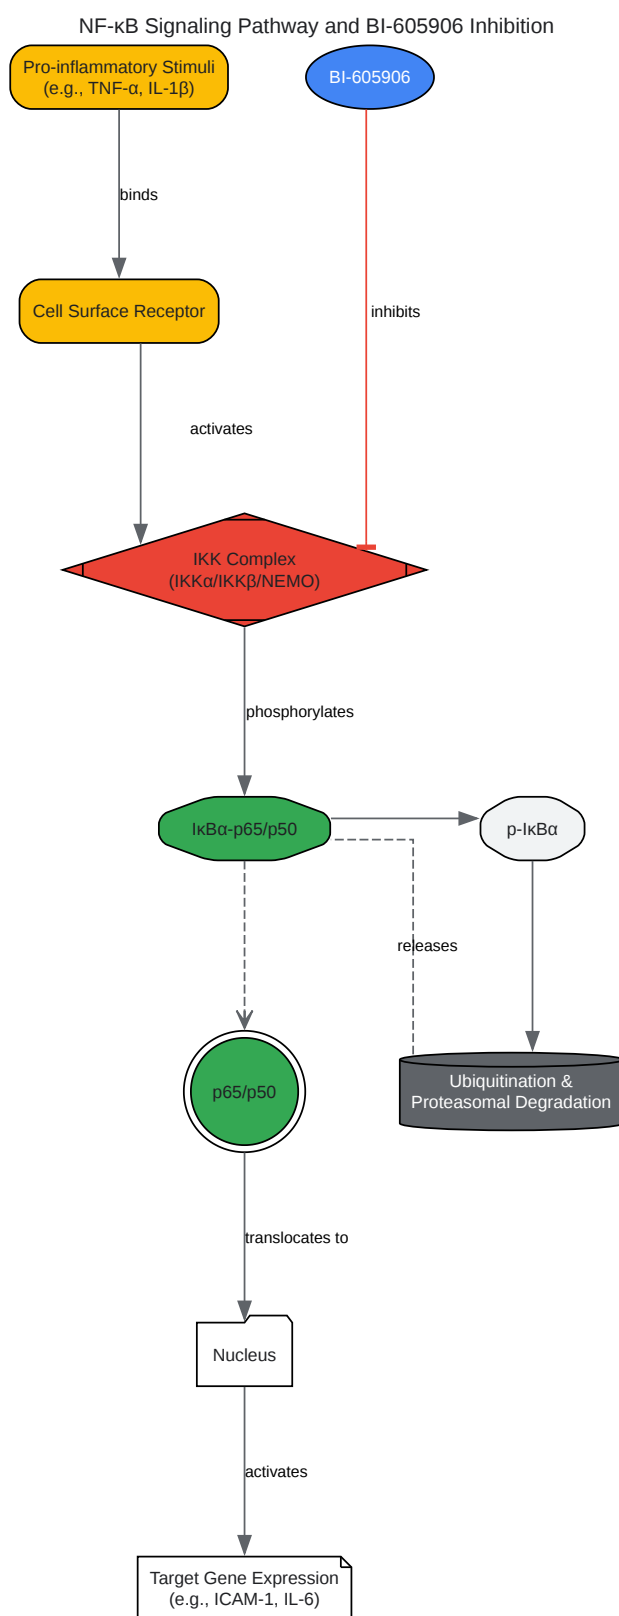 NF-κB Signaling Pathway and BI-605906 Inhibition
Pro-inflammatory Stimuli
(e.g., TNF-α, IL-1β)
BI-605906
binds
Cell Surface Receptor
inhibits
activates
IKK Complex
(IKKα/IKKβ/NEMO)
phosphorylates
IκBα-p65/p50
p-IκBα
releases
p65/p50
Ubiquitination &
Proteasomal Degradation
translocates to
Nucleus
activates
Target Gene Expression
(e.g., ICAM-1, IL-6)